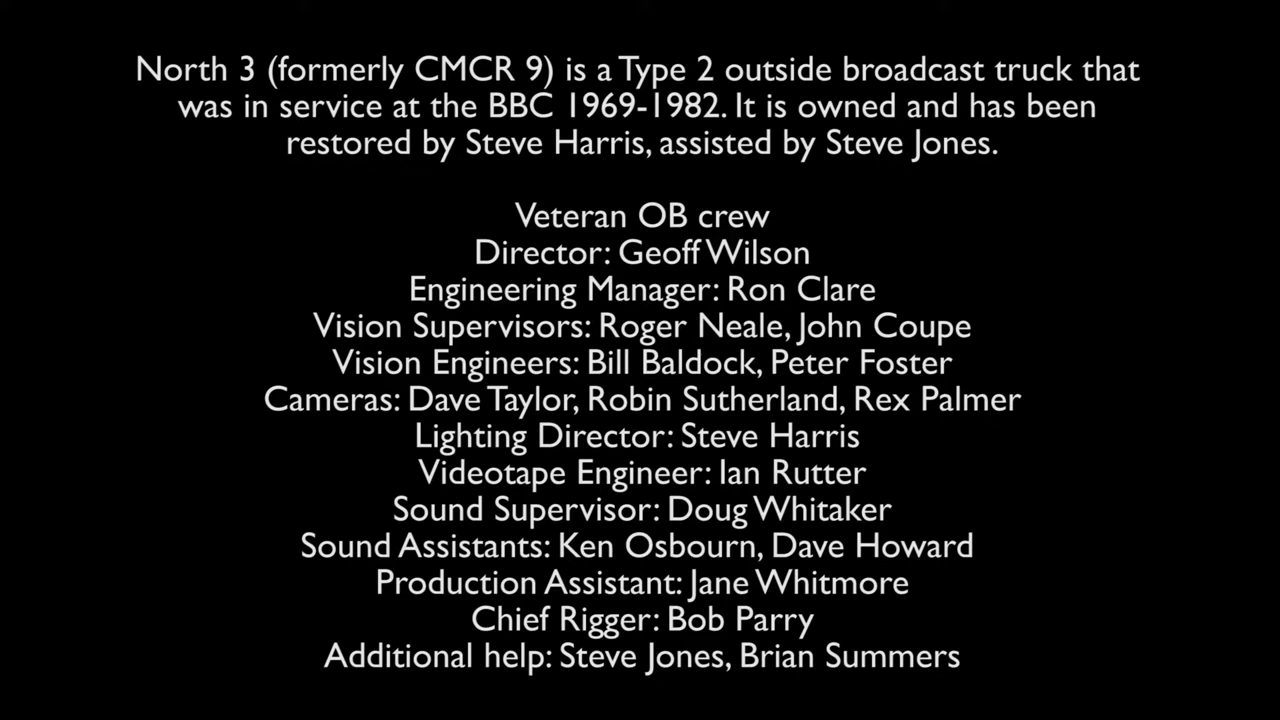 North 3 (formerly CMCR 9) is a Type 2 outside broadcast truck that
was in service at the BBC 1969-1982. It is owned and has been
restored by Steve Harris, assisted by Steve Jones.
Veteran OB crew
Director: Geoff Wilson
Engineering Manager: Ron Clare
Vision Supervisors: Roger Neale, John Coupe
Vision Engineers: Bill Baldock, Peter Foster
Cameras: Dave Taylor, Robin Sutherland, Rex Palmer
Lighting Director: Steve Harris
Videotape Engineer: Ian Rutter
Sound Supervisor: Doug Whitaker
Sound Assistants: Ken Osbourn, Dave Howard
Production Assistant: Jane Whitmore
Chief Rigger: Bob Parry
Additional help: Steve Jones, Brian Summers